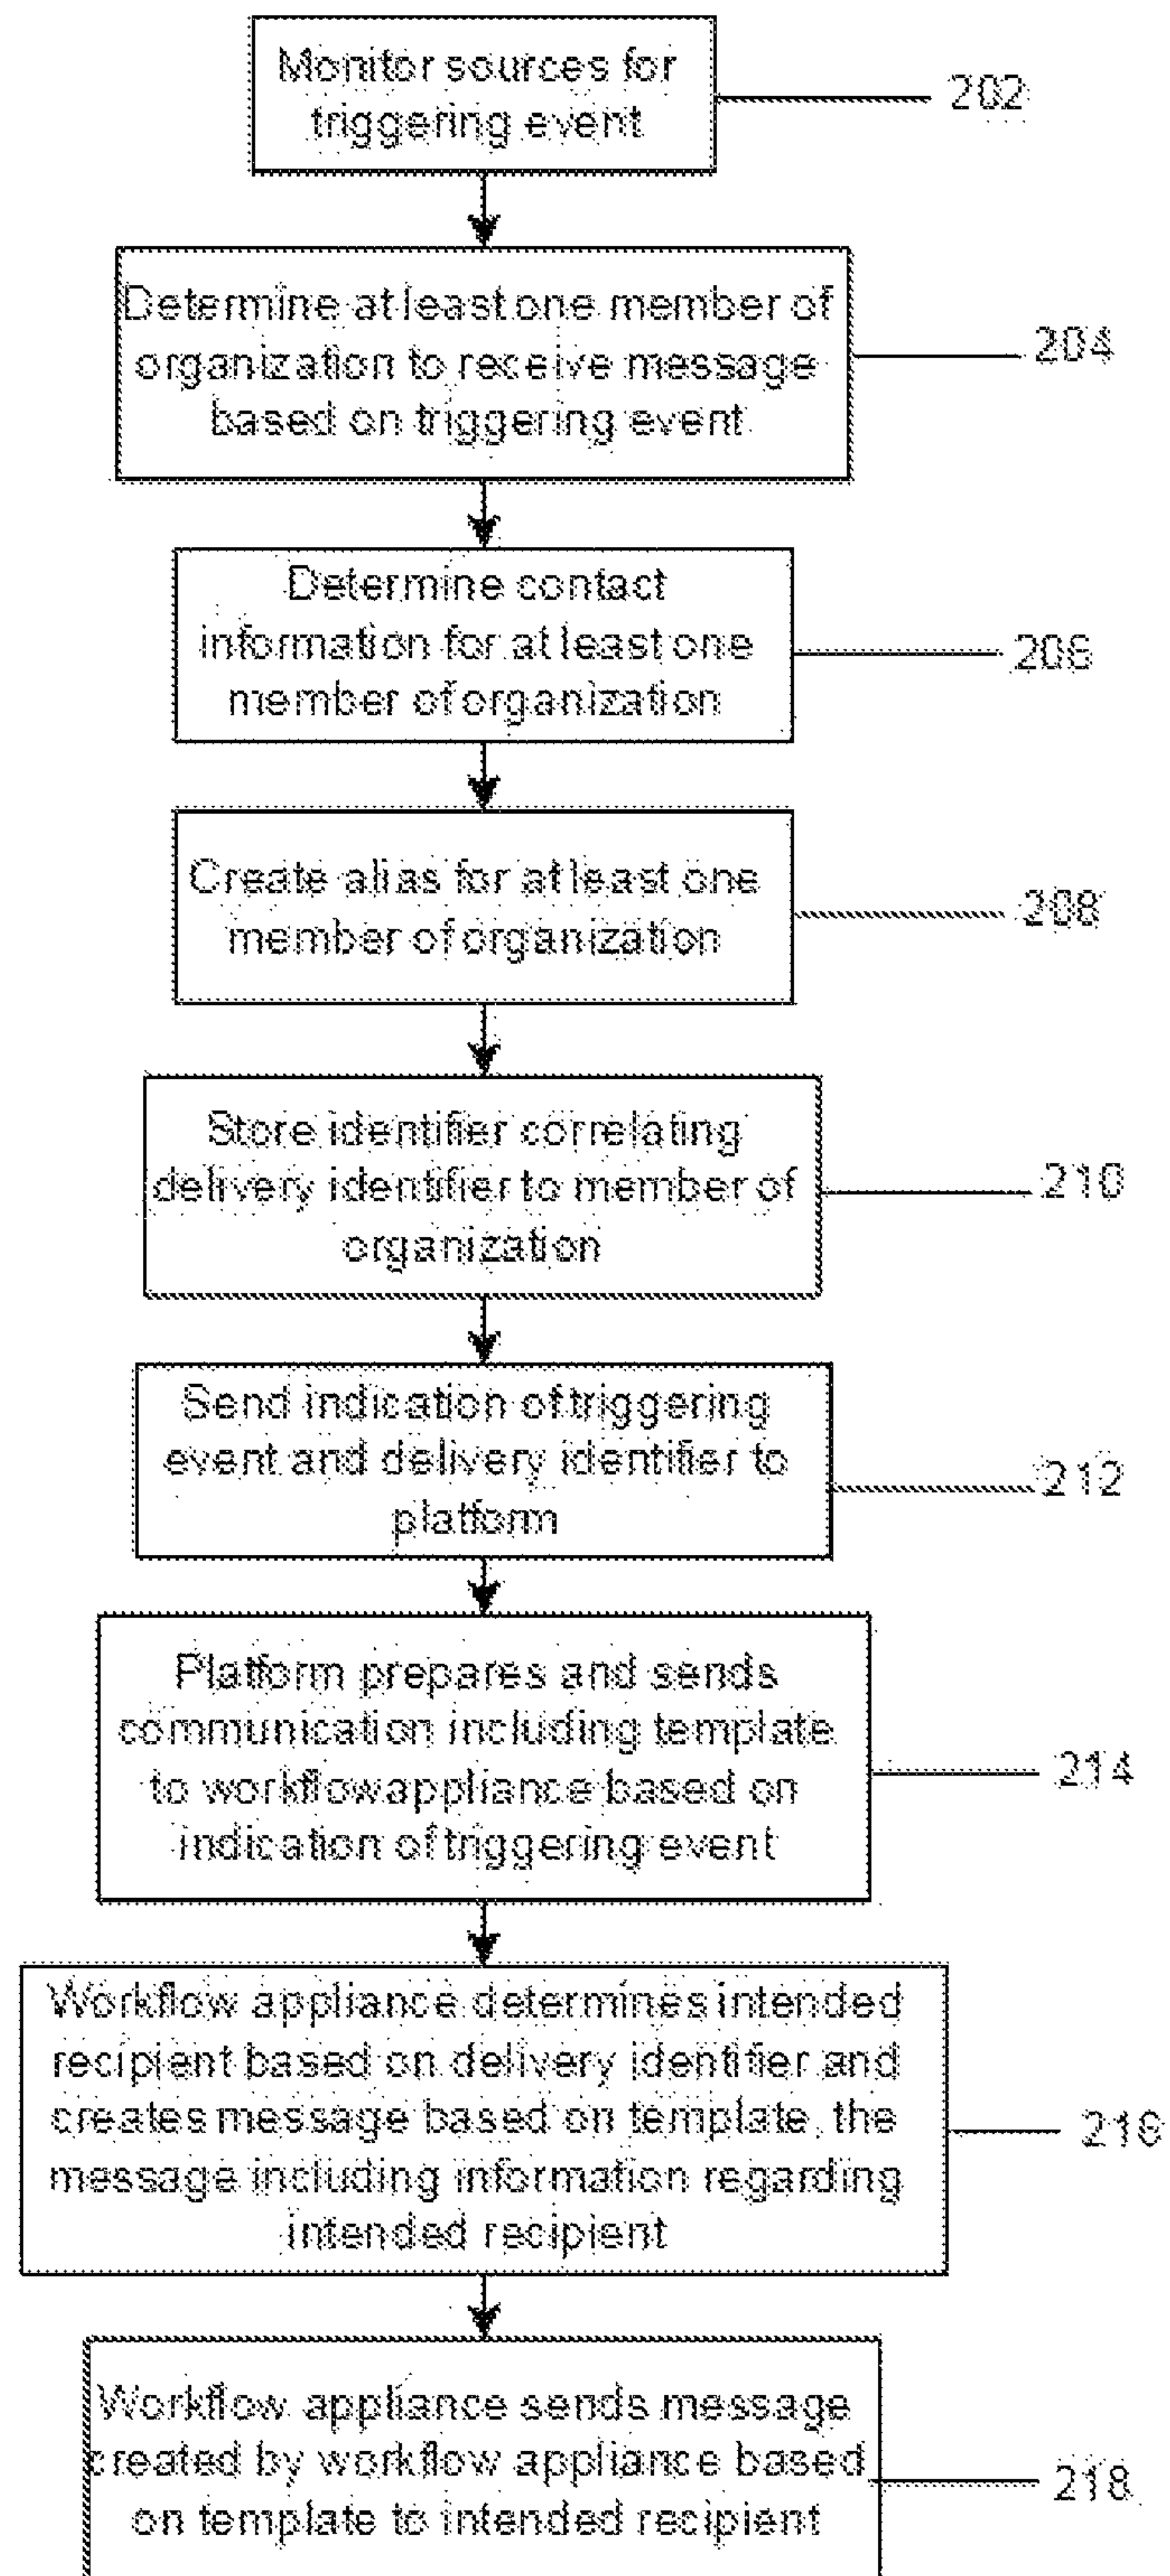 Monitor sources for
triggering event
202
Determine at least one member of
organization to receive message
based on triggering event
204
Determine contact
information for at least one
member of organization
206
Create alias for at least one
member of organization
208
Store identifier correlating
delivery identifier to member of
organization
210
Send indication of triggering
event and delivery identifier to
platform
212
Platform prepares and sends
communication including template
to workflow appliance based on
indication of triggering event
214
Workflow appliance determines intended
recipient based on delivery identifier and
creates message based on template, the
message including information regarding
intended recipient
216
Workflow appliance sends message
created by workflow appliance based
on template to intended recipient
218